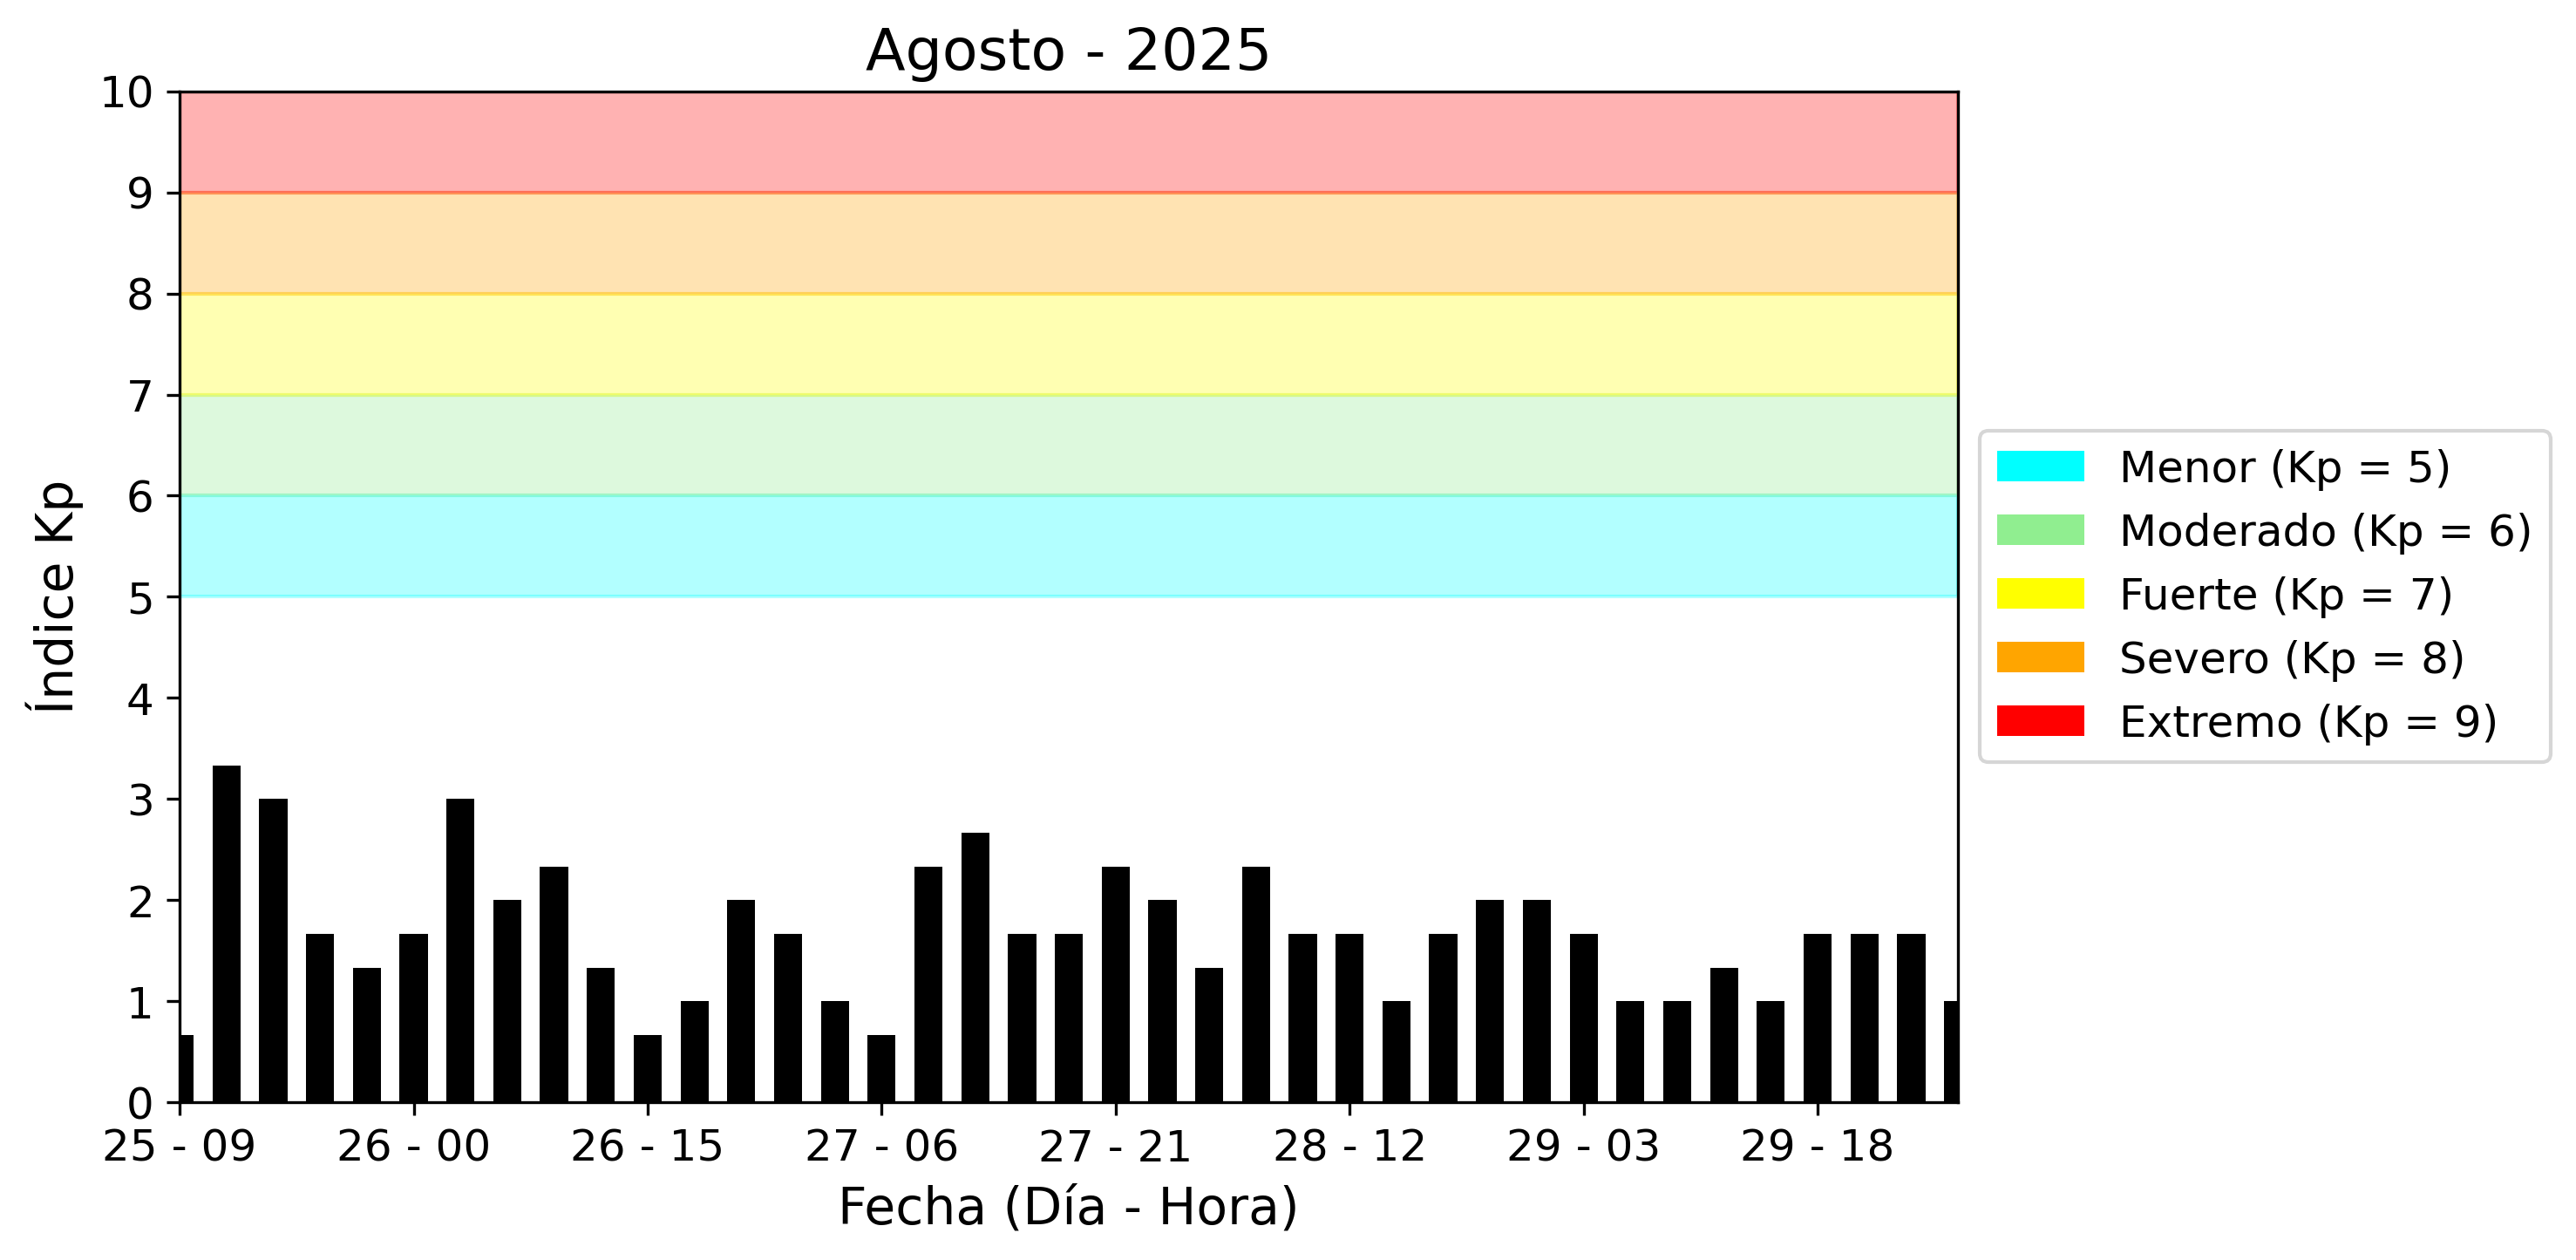 Agosto - 2025
10
9
8
7
6
5
4
3
2
1
0
Índice Kp
25 - 09
26 - 00
26 - 15
27 - 06
27 - 21
28 - 12
29 - 03
29 - 18
Fecha (Día - Hora)
Menor (Kp = 5)
Moderado (Kp = 6)
Fuerte (Kp = 7)
Severo (Kp = 8)
Extremo (Kp = 9)